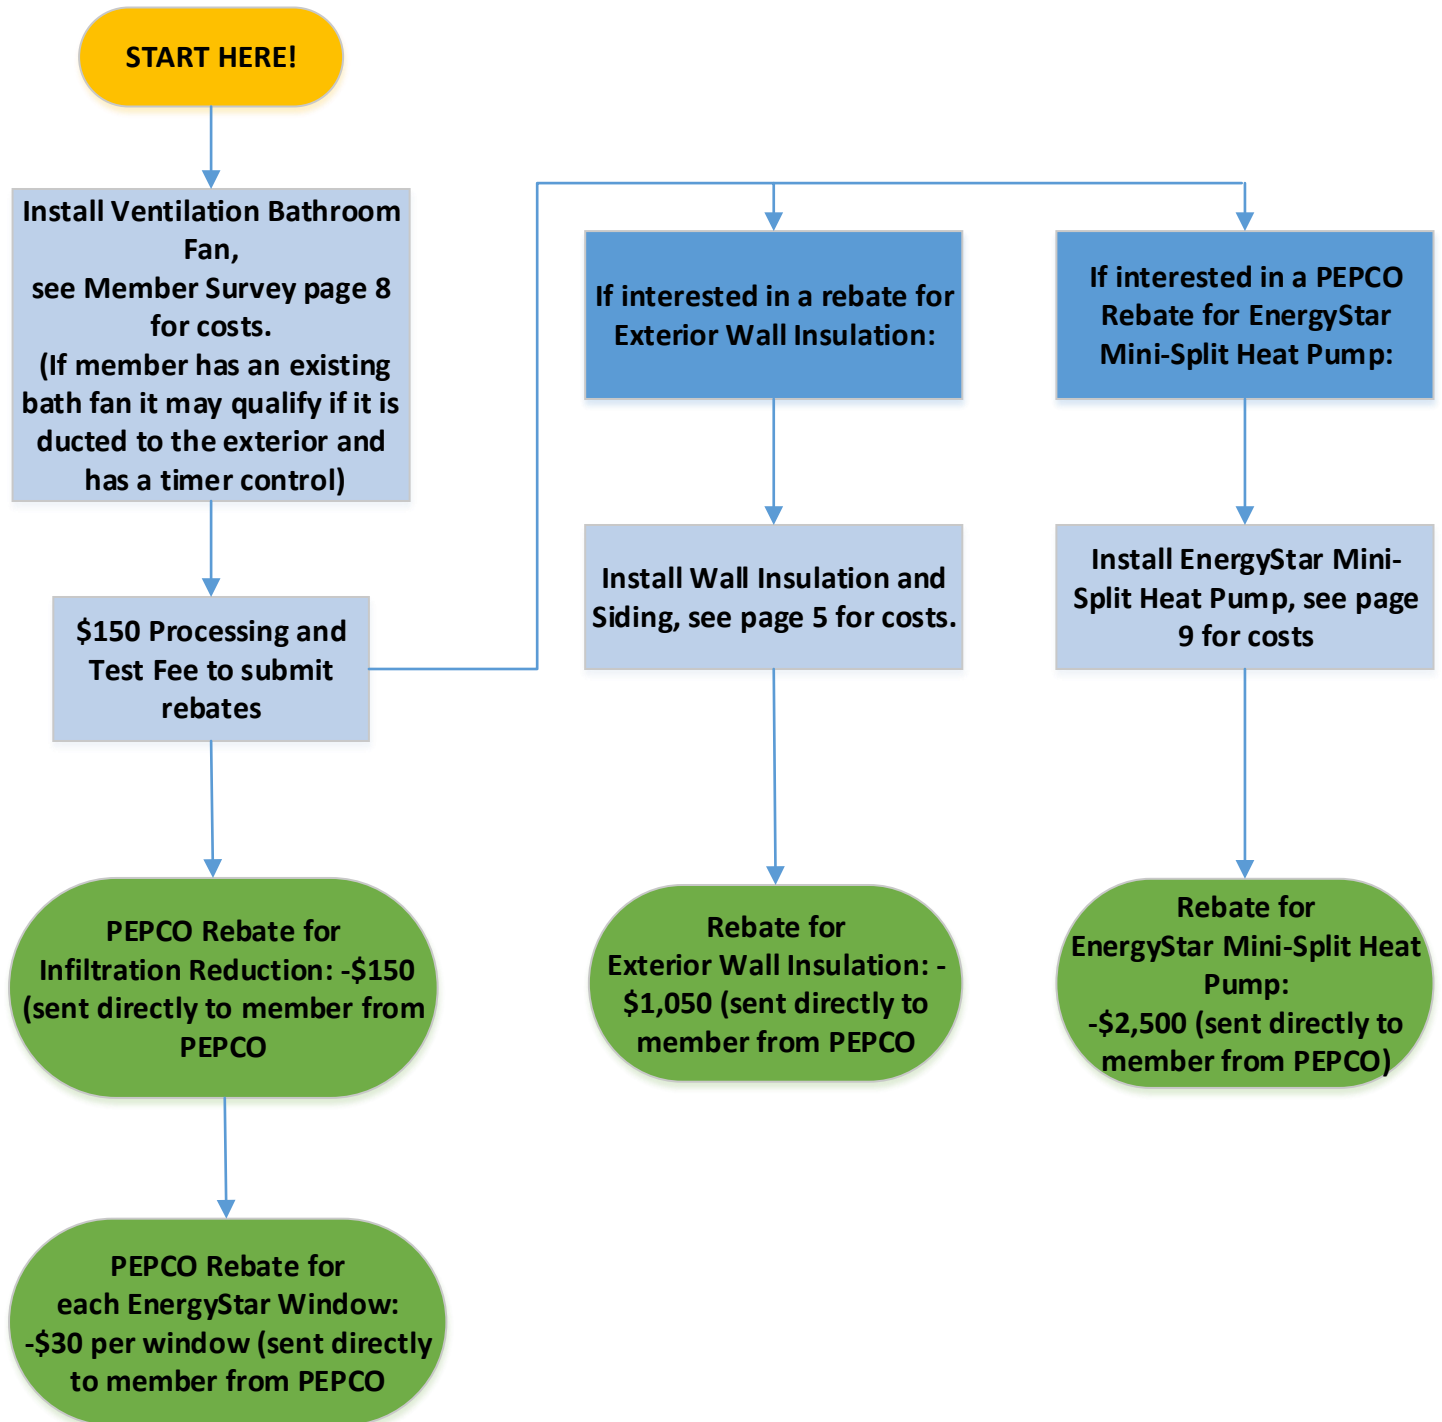 START HERE!
Install Ventilation Bathroom
Fan,
see Member Survey page 8
for costs.
(If member has an existing
bath fan it may qualify if it is
ducted to the exterior and
has a timer control)
$150 Processing and
Test Fee to submit
rebates
PEPCO Rebate for
Infiltration Reduction: -$150
(sent directly to member from
PEPCO
PEPCO Rebate for
each EnergyStar Window:
-$30 per window (sent directly
to member from PEPCO
If interested in a rebate for
Exterior Wall Insulation:
Install Wall Insulation and
Siding, see page 5 for costs.
Rebate for
Exterior Wall Insulation: -
$1,050 (sent directly to
member from PEPCO
If interested in a PEPCO
Rebate for EnergyStar
Mini-Split Heat Pump:
Install EnergyStar Mini-
Split Heat Pump, see page
9 for costs
Rebate for
EnergyStar Mini-Split Heat
Pump:
-$2,500 (sent directly to
member from PEPCO)